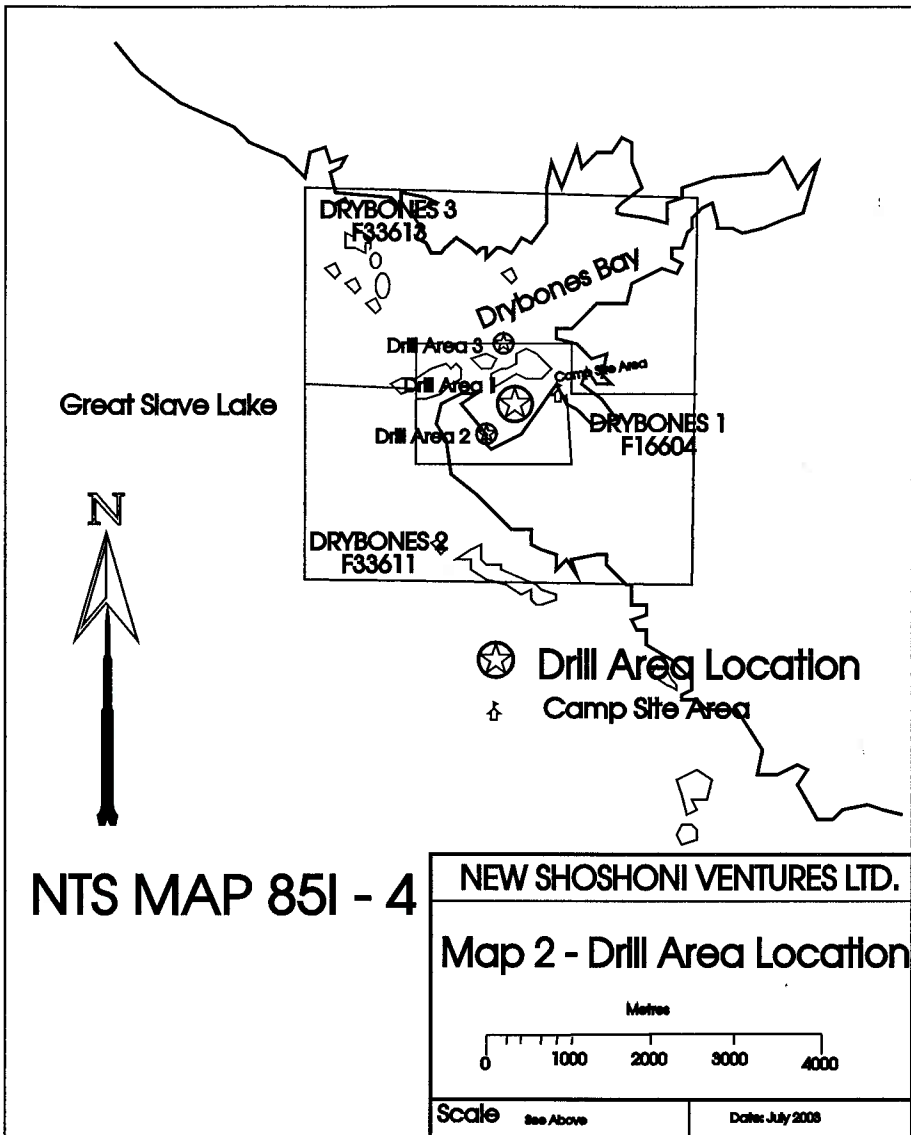 DRYBONES 3
F33613
Drybones Bay
Drill Area 3
Camp Site Area
Drill Area 1
Great Slave Lake
DRYBONES 1
F16604
Drill Area 2
N
DRYBONES 2
F33611
Drill Area Location
Camp Site Area
NTS MAP 85I - 4
NEW SHOSHONI VENTURES LTD.
Map 2 - Drill Area Location
Metres
0 1000 2000 3000 4000
Scale See Above Date: July 2003